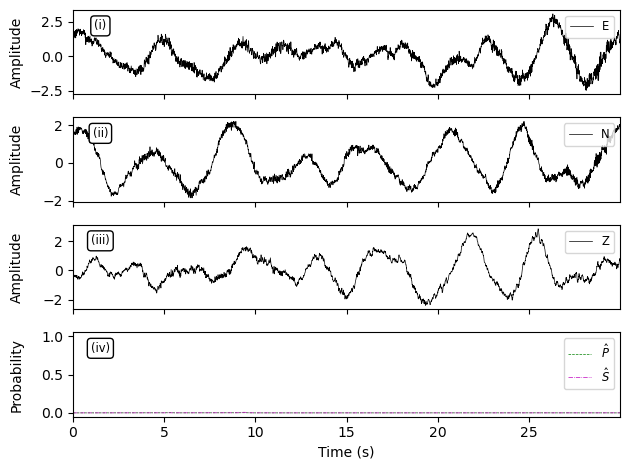 (i)
E
2.5
0.0
−2.5
Amplitude
(ii)
N
2
0
−2
Amplitude
(iii)
Z
2
0
−2
Amplitude
(iv)
P̂
Ŝ
1.0
0.5
0.0
Probability
0 5 10 15 20 25
Time (s)